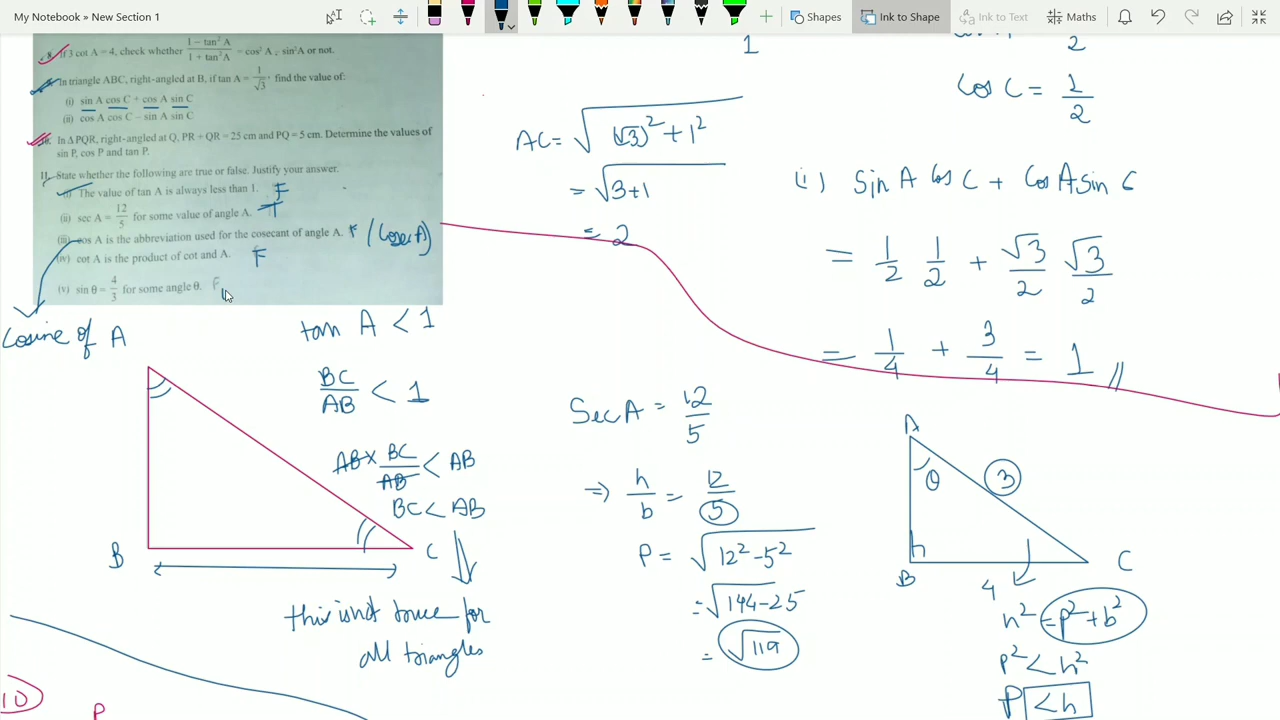 My Notebook » New Section 1
Shapes
Ink to Shape
Ink to Text
Maths
8. If 3 cot A = 4, check whether (1 – tan² A)/(1 + tan² A) = cos² A – sin² A or not.
In triangle ABC, right-angled at B, if tan A = 1/√3, find the value of:
(i) sin A cos C + cos A sin C
(ii) cos A cos C – sin A sin C
In Δ PQR, right-angled at Q, PR + QR = 25 cm and PQ = 5 cm. Determine the values of
sin P, cos P and tan P.
11. State whether the following are true or false. Justify your answer.
(i) The value of tan A is always less than 1. F
(ii) sec A = 12/5 for some value of angle A. T
(iii) cos A is the abbreviation used for the cosecant of angle A. F (Cosec A)
(iv) cot A is the product of cot and A. F
(v) sin θ = 4/3 for some angle θ. F
Cosine of A
tan A < 1
BC/AB < 1
AB × BC/AB < AB
BC < AB
B
C
this is not true for
all triangles
10
P
1
AC = √((√3)² + 1²)
= √3+1
= 2
Sec A = 12/5
⇒ h/b = 12/5
P = √12²-5²
= √144-25
= √119
2
Cos C = 1/2
(i) Sin A Cos C + Cos A Sin C
= 1/2 1/2 + √3/2 √3/2
= 1/4 + 3/4 = 1 //
A
θ
3
B
C
4
h² = p² + b²
p² < h²
P < h